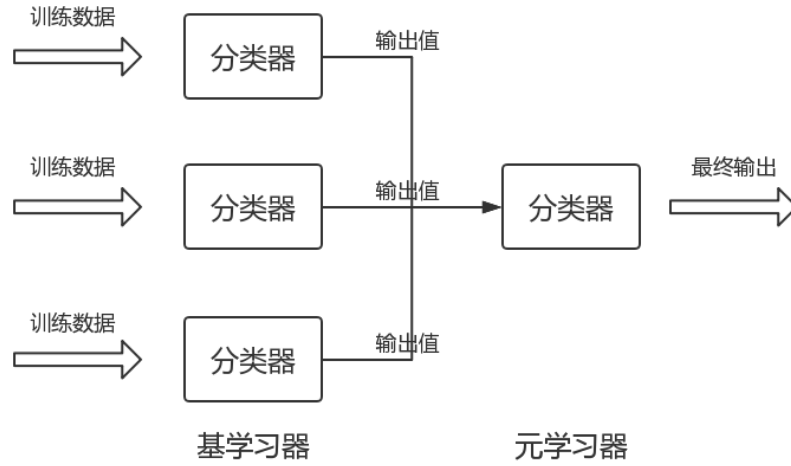 训练数据
分类器
输出值
训练数据
分类器
输出值
分类器
最终输出
训练数据
分类器
输出值
基学习器
元学习器